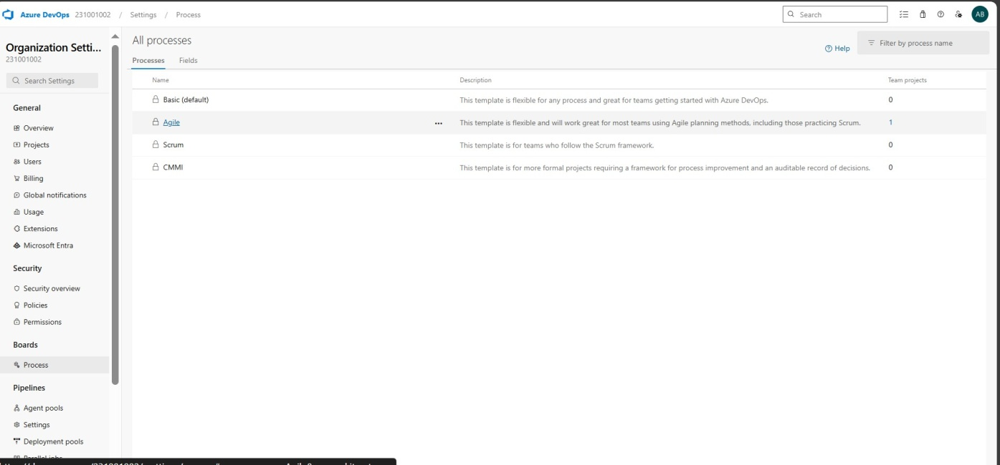 Azure DevOps 231001002 / Settings / Process
Search
AB
Organization Setti...
231001002
Search Settings
General
Overview
Projects
Users
Billing
Global notifications
Usage
Extensions
Microsoft Entra
Security
Security overview
Policies
Permissions
Boards
Process
Pipelines
Agent pools
Settings
Deployment pools
Parallel jobs
All processes
Help
Filter by process name
Processes Fields
Name Description Team projects
Basic (default) This template is flexible for any process and great for teams getting started with Azure DevOps. 0
Agile ... This template is flexible and will work great for most teams using Agile planning methods, including those practicing Scrum. 1
Scrum This template is for teams who follow the Scrum framework. 0
CMMI This template is for more formal projects requiring a framework for process improvement and an auditable record of decisions. 0